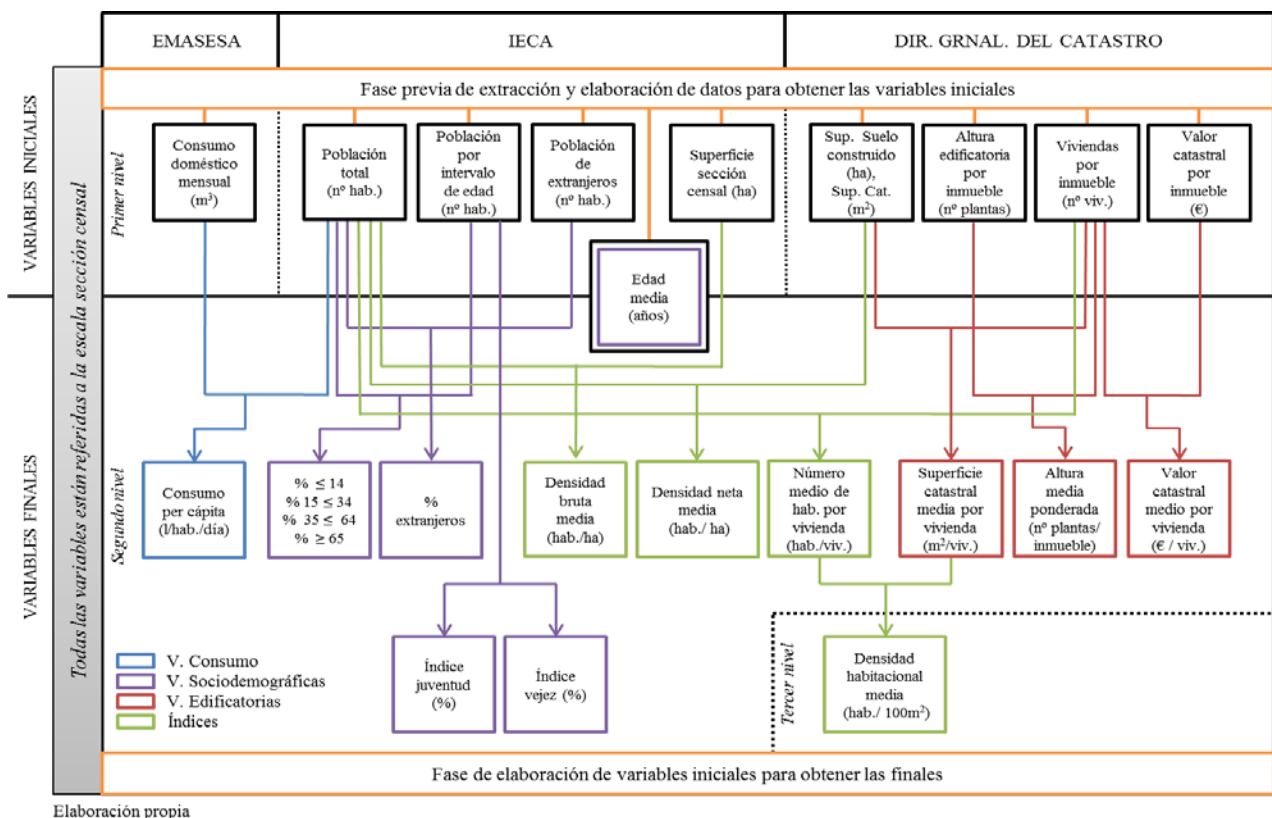 EMASESA
IECA
DIR. GRNAL. DEL CATASTRO
VARIABLES INICIALES
VARIABLES FINALES
Todas las variables están referidas a la escala sección censal
Fase previa de extracción y elaboración de datos para obtener las variables iniciales
Primer nivel
Consumo
doméstico
mensual
(m³)
Población
total
(nº hab.)
Población
por
intervalo
de edad
(nº hab.)
Población
de
extranjeros
(nº hab.)
Superficie
sección
censal (ha)
Sup. Suelo
construido
(ha),
Sup. Cat.
(m²)
Altura
edificatoria
por
inmueble
(nº plantas)
Viviendas
por
inmueble
(nº viv.)
Valor
catastral
por
inmueble
(€)
Edad
media
(años)
Segundo nivel
Consumo
per cápita
(l/hab./día)
% ≤ 14
% 15 ≤ 34
% 35 ≤ 64
% ≥ 65
%
extranjeros
Densidad
bruta
media
(hab./ha)
Densidad neta
media
(hab./ ha)
Número
medio de
hab. por
vivienda
(hab./viv.)
Superficie
catastral
media por
vivienda
(m²/viv.)
Altura
media
ponderada
(nº plantas/
inmueble)
Valor
catastral
medio por
vivienda
(€ / viv.)
V. Consumo
V. Sociodemográficas
V. Edificatorias
Índices
Índice
juventud
(%)
Índice
vejez (%)
Tercer nivel
Densidad
habitacional
media
(hab./ 100m²)
Fase de elaboración de variables iniciales para obtener las finales
Elaboración propia